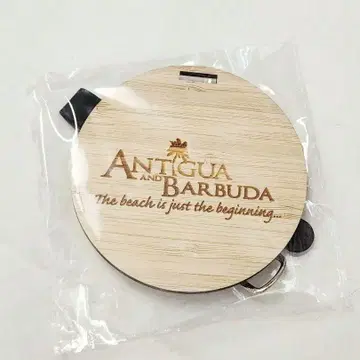 ANTIGUA
AND BARBUDA
The beach is just the beginning...